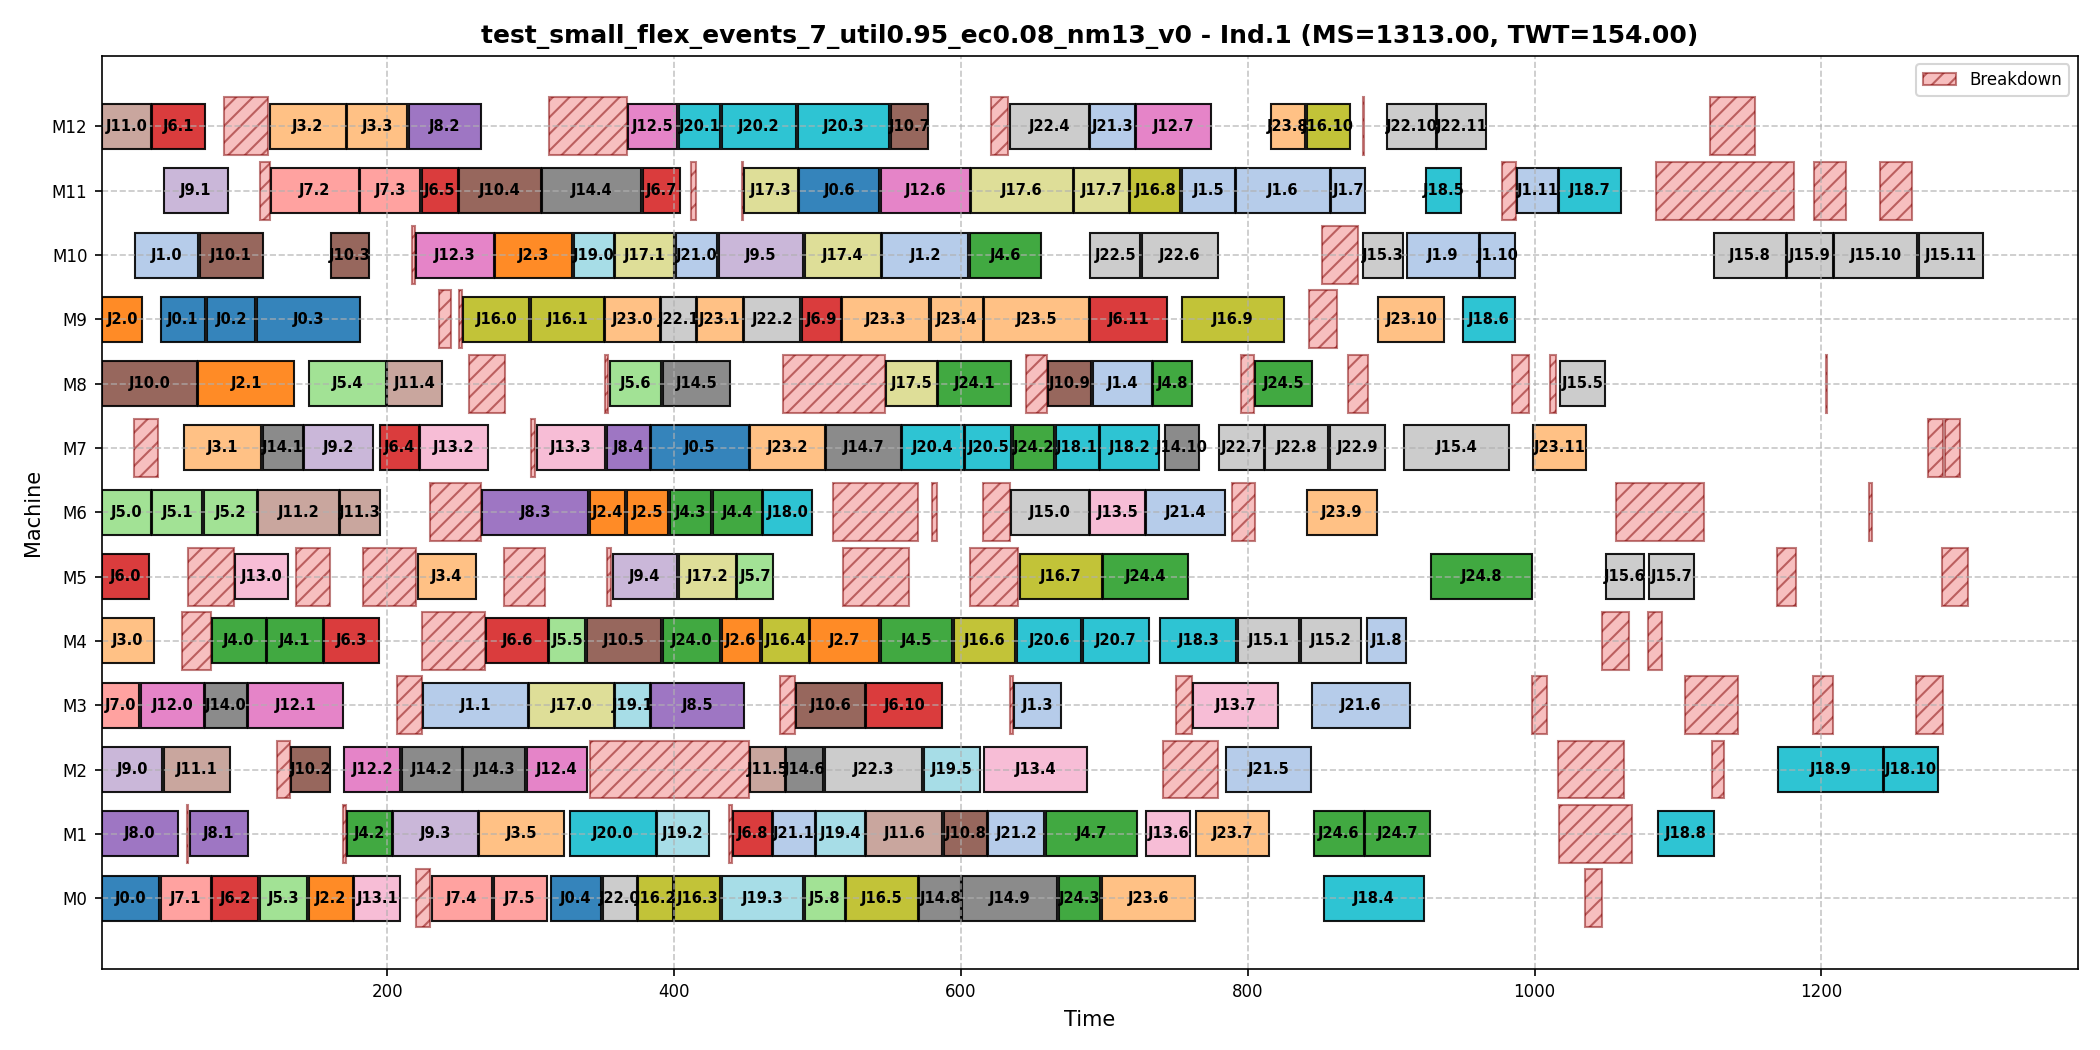 test_small_flex_events_7_util0.95_ec0.08_nm13_v0 - Ind.1 (MS=1313.00, TWT=154.00)
Breakdown
M12 J11.0 J6.1 J3.2 J3.3 J8.2 J12.5 J20.1 J20.2 J20.3 J10.7 J22.4 J21.3 J12.7 J23.8 J16.10 J22.10 J22.11
M11 J9.1 J7.2 J7.3 J6.5 J10.4 J14.4 J6.7 J17.3 J0.6 J12.6 J17.6 J17.7 J16.8 J1.5 J1.6 J1.7 J18.5 J1.11 J18.7
M10 J1.0 J10.1 J10.3 J12.3 J2.3 J19.0 J17.1 J21.0 J9.5 J17.4 J1.2 J4.6 J22.5 J22.6 J15.3 J1.9 J1.10 J15.8 J15.9 J15.10 J15.11
M9 J2.0 J0.1 J0.2 J0.3 J16.0 J16.1 J23.0 J22.1 J23.1 J22.2 J6.9 J23.3 J23.4 J23.5 J6.11 J16.9 J23.10 J18.6
M8 J10.0 J2.1 J5.4 J11.4 J5.6 J14.5 J17.5 J24.1 J10.9 J1.4 J4.8 J24.5 J15.5
M7 J3.1 J14.1 J9.2 J6.4 J13.2 J13.3 J8.4 J0.5 J23.2 J14.7 J20.4 J20.5 J24.2 J18.1 J18.2 J14.10 J22.7 J22.8 J22.9 J15.4 J23.11
M6 J5.0 J5.1 J5.2 J11.2 J11.3 J8.3 J2.4 J2.5 J4.3 J4.4 J18.0 J15.0 J13.5 J21.4 J23.9
M5 J6.0 J13.0 J3.4 J9.4 J17.2 J5.7 J16.7 J24.4 J24.8 J15.6 J15.7
M4 J3.0 J4.0 J4.1 J6.3 J6.6 J5.5 J10.5 J24.0 J2.6 J16.4 J2.7 J4.5 J16.6 J20.6 J20.7 J18.3 J15.1 J15.2 J1.8
M3 J7.0 J12.0 J14.0 J12.1 J1.1 J17.0 J19.1 J8.5 J10.6 J6.10 J1.3 J13.7 J21.6
M2 J9.0 J11.1 J10.2 J12.2 J14.2 J14.3 J12.4 J11.5 J14.6 J22.3 J19.5 J13.4 J21.5 J18.9 J18.10
M1 J8.0 J8.1 J4.2 J9.3 J3.5 J20.0 J19.2 J6.8 J21.1 J19.4 J11.6 J10.8 J21.2 J4.7 J13.6 J23.7 J24.6 J24.7 J18.8
M0 J0.0 J7.1 J6.2 J5.3 J2.2 J13.1 J7.4 J7.5 J0.4 J22.0 J16.2 J16.3 J19.3 J5.8 J16.5 J14.8 J14.9 J24.3 J23.6 J18.4
200 400 600 800 1000 1200
Time
Machine